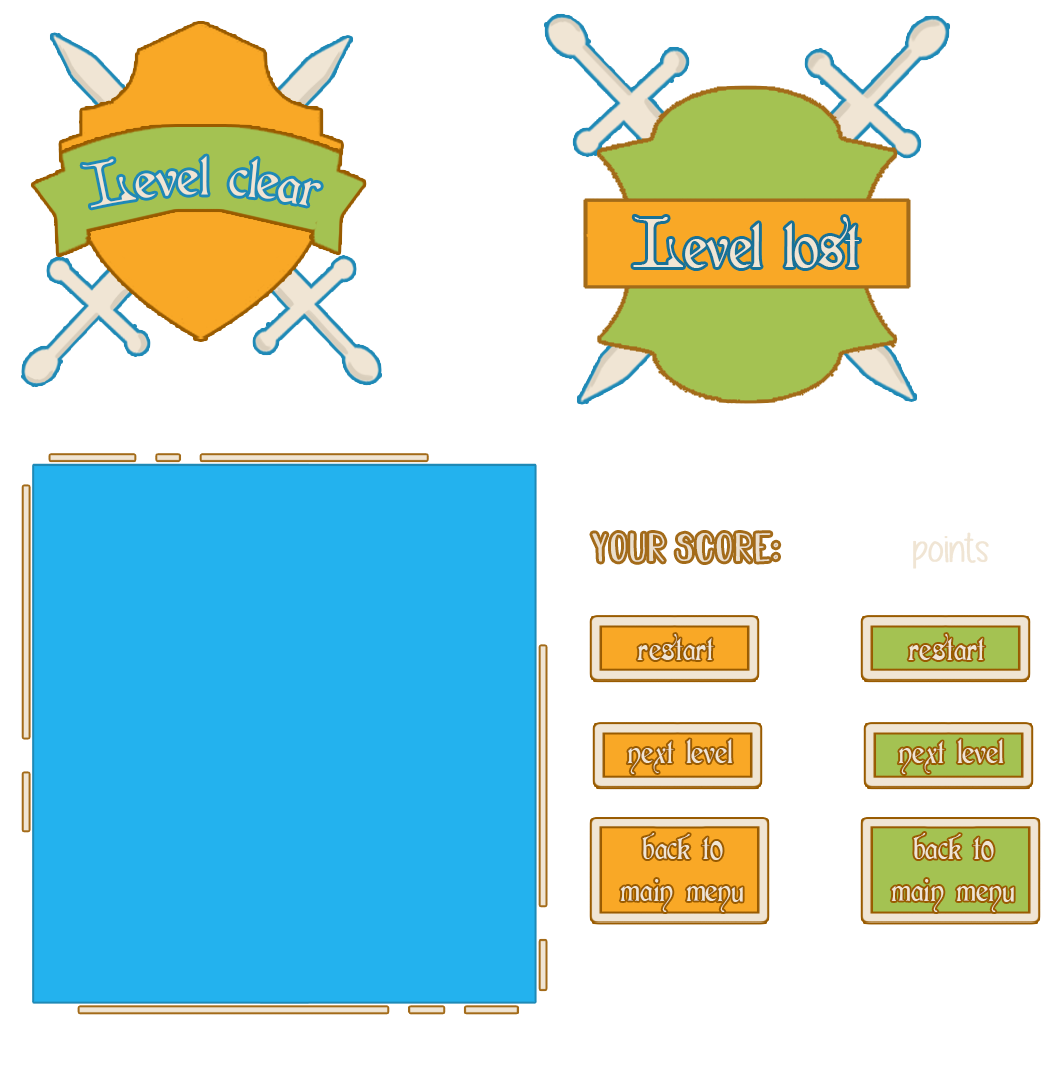 Level clear
Level lost
YOUR SCORE:
points
restart
restart
next level
next level
back to
main menu
back to
main menu